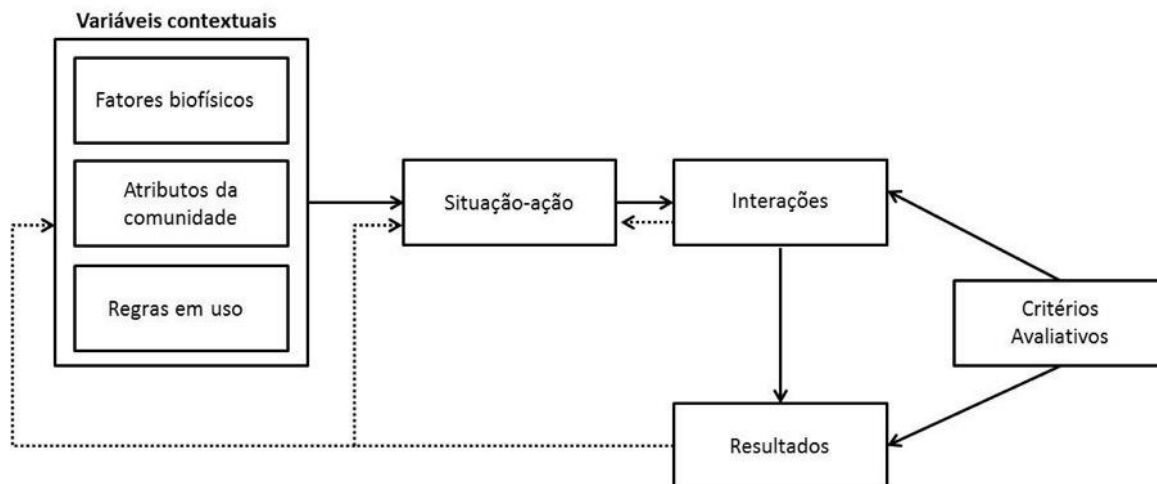 Variáveis contextuais
Fatores biofísicos
Atributos da
comunidade
Regras em uso
Situação-ação
Interações
Critérios
Avaliativos
Resultados